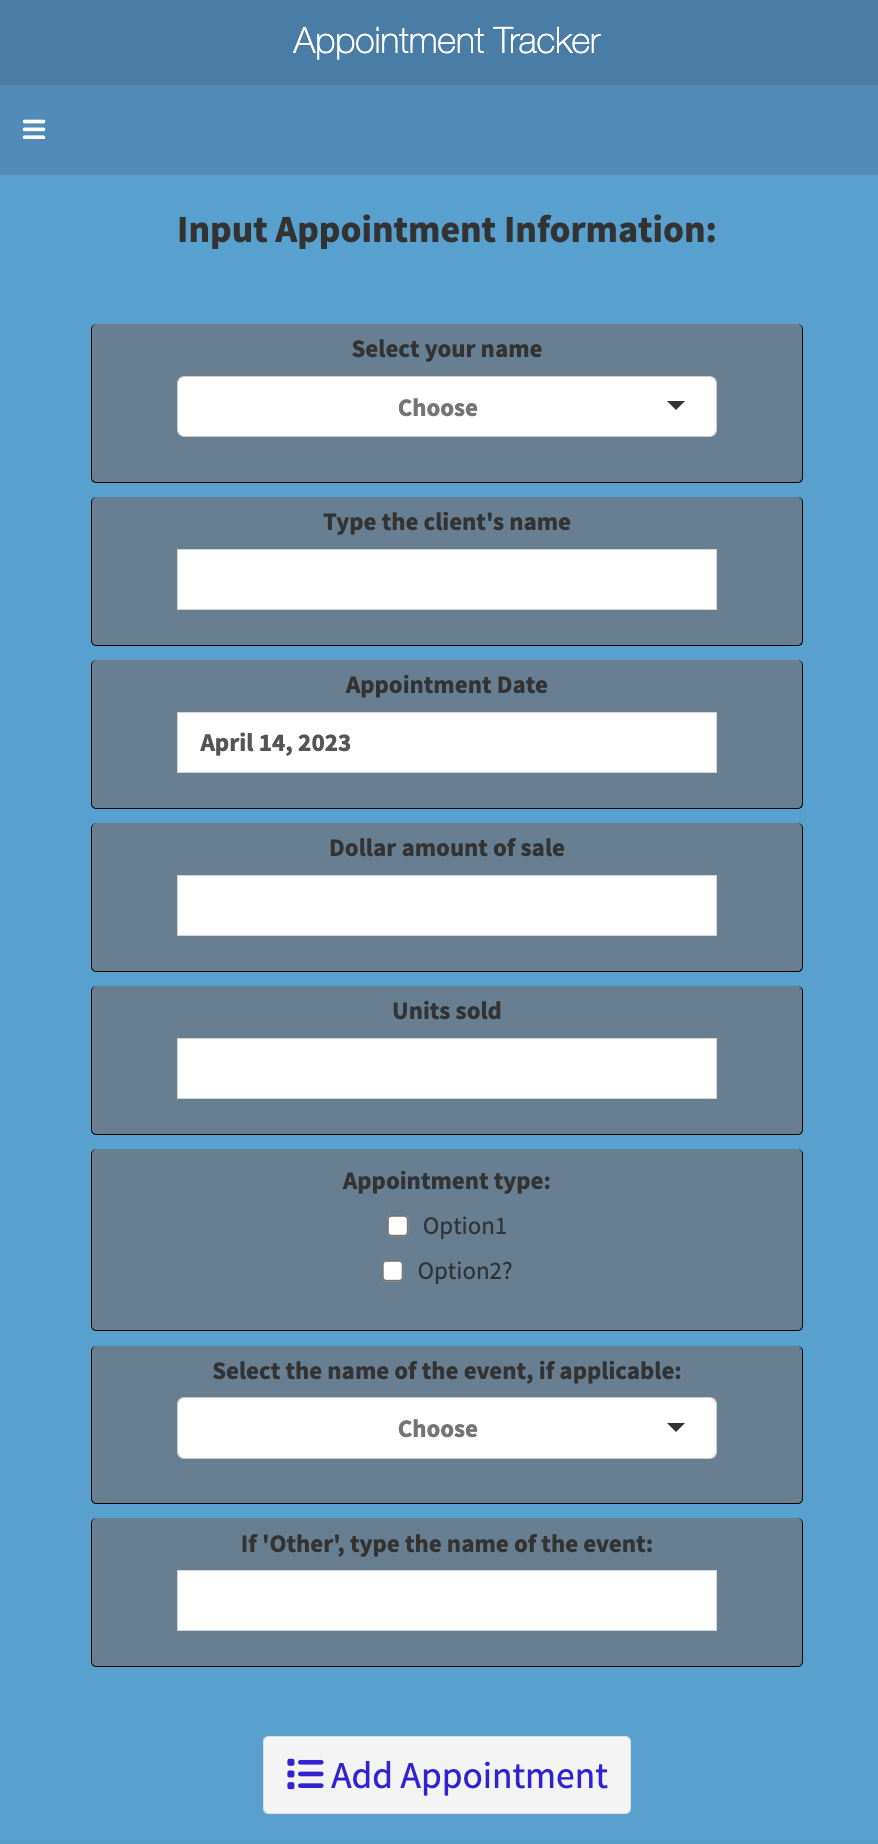 Appointment Tracker
Input Appointment Information:
Select your name
Choose
Type the client's name
Appointment Date
April 14, 2023
Dollar amount of sale
Units sold
Appointment type:
Option1
Option2?
Select the name of the event, if applicable:
Choose
If 'Other', type the name of the event:
Add Appointment